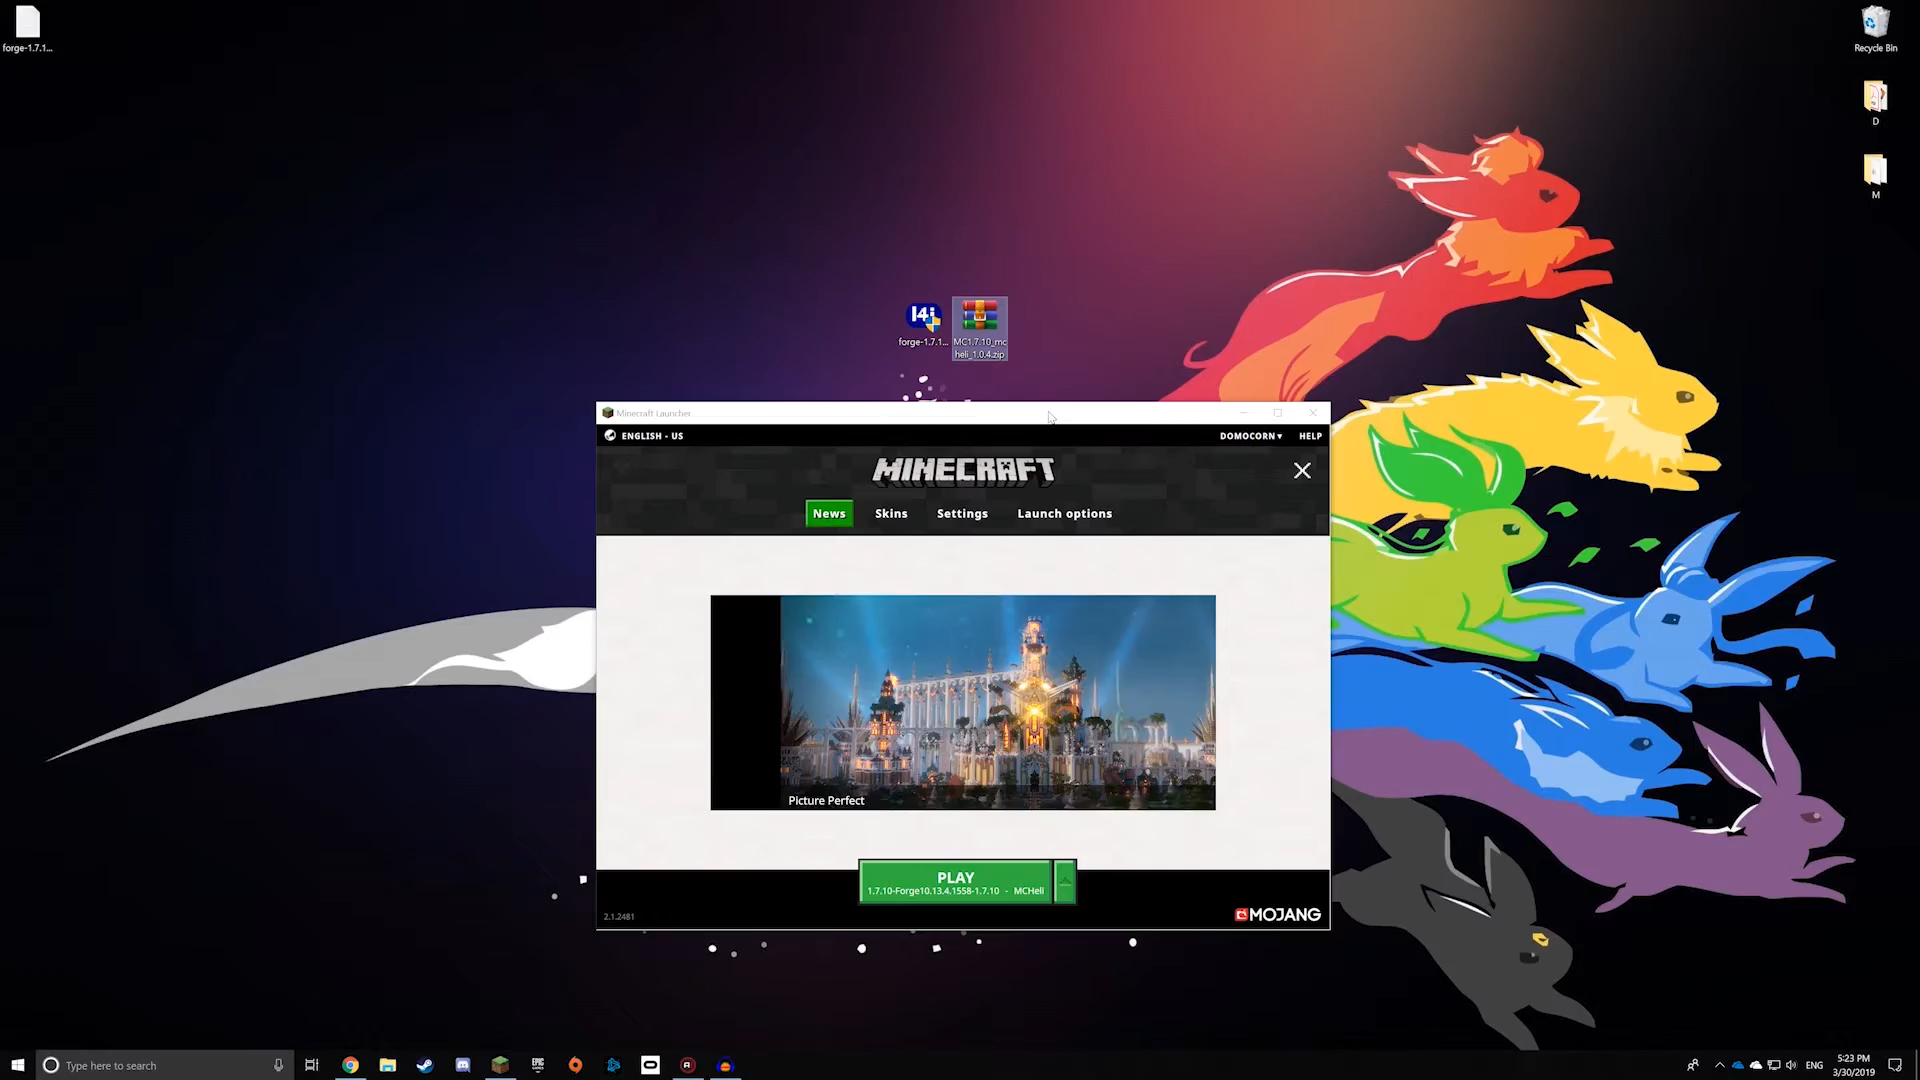 forge-1.7.1...
Recycle Bin
D
M
forge-1.7.1...
MC1.7.10_mc
heli_1.0.4.zip
Minecraft Launcher
ENGLISH - US
DOMOCORN
HELP
MINECRAFT
News
Skins
Settings
Launch options
Picture Perfect
PLAY
1.7.10-Forge10.13.4.1558-1.7.10 - MCHeli
2.1.2481
MOJANG
Type here to search
EPIC
GAMES
ENG
5:23 PM
3/30/2019